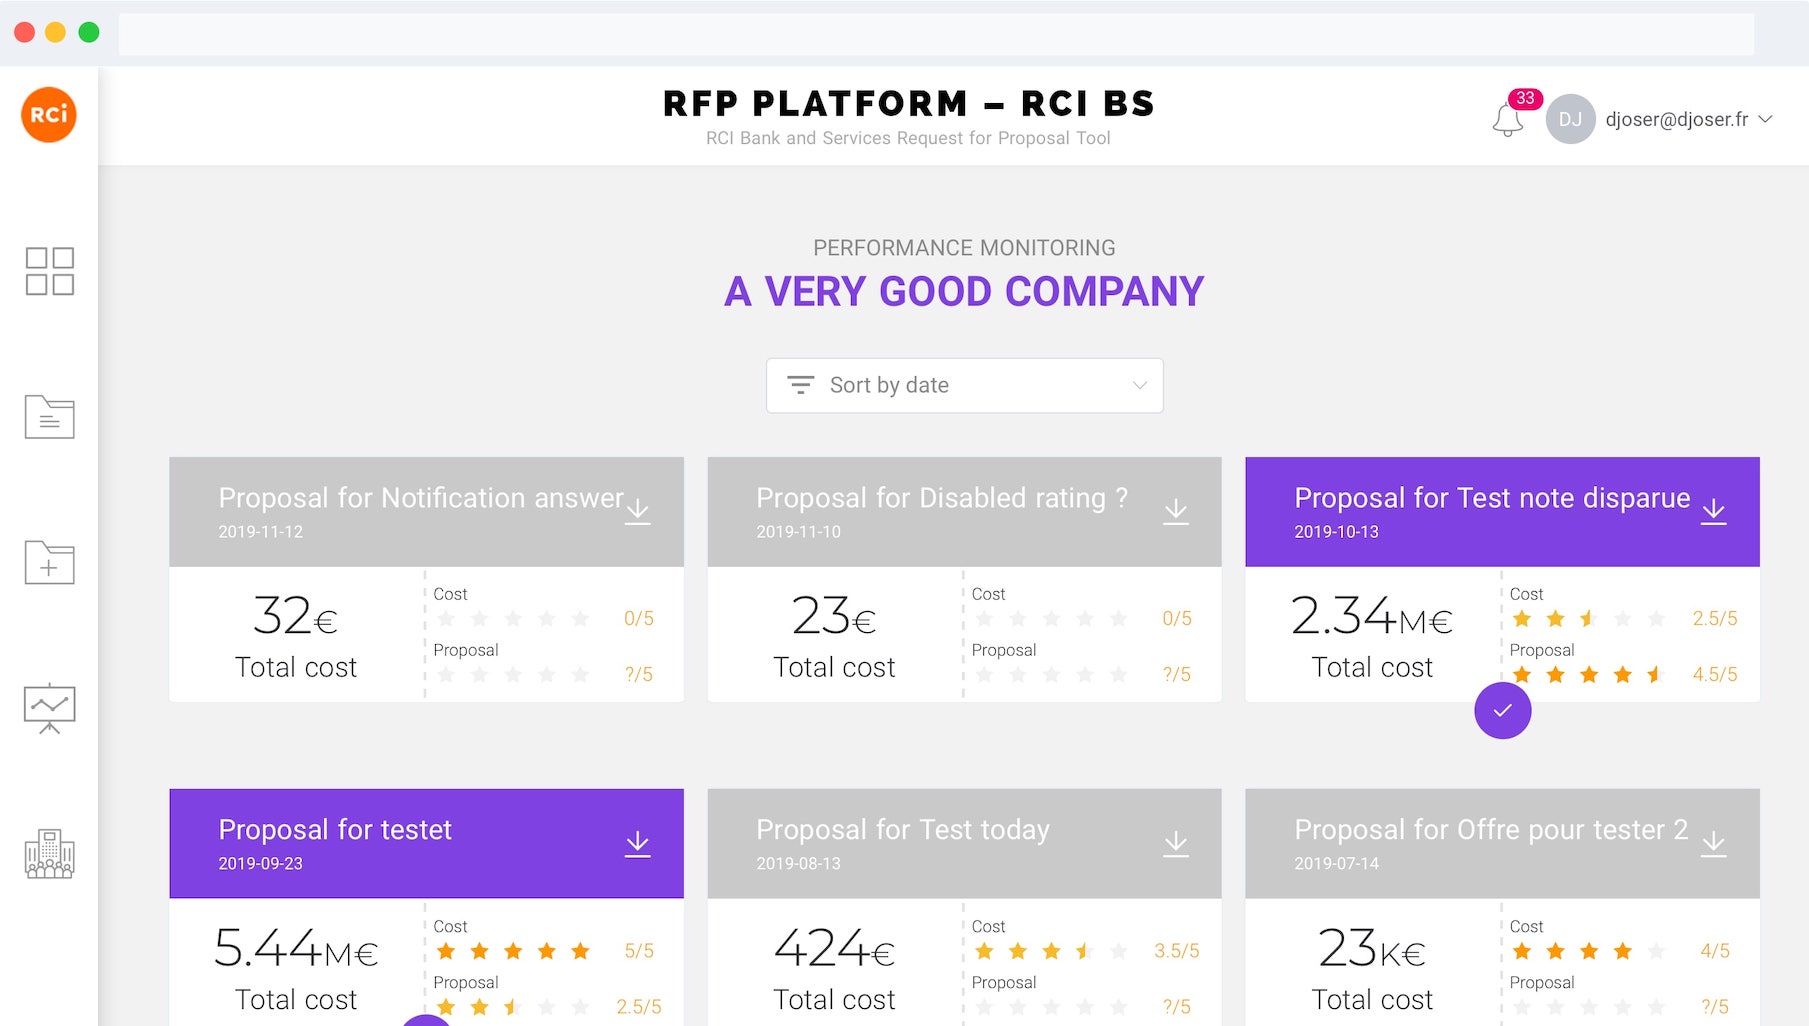 RCi
RFP PLATFORM – RCI BS
RCI Bank and Services Request for Proposal Tool
33
DJ
djoser@djoser.fr
PERFORMANCE MONITORING
A VERY GOOD COMPANY
Sort by date
Proposal for Notification answer
2019-11-12
32€
Total cost
Cost
0/5
Proposal
?/5
Proposal for Disabled rating ?
2019-11-10
23€
Total cost
Cost
0/5
Proposal
?/5
Proposal for Test note disparue
2019-10-13
2.34M€
Total cost
Cost
2.5/5
Proposal
4.5/5
Proposal for testet
2019-09-23
5.44M€
Total cost
Cost
5/5
Proposal
2.5/5
Proposal for Test today
2019-08-13
424€
Total cost
Cost
3.5/5
Proposal
?/5
Proposal for Offre pour tester 2
2019-07-14
23K€
Total cost
Cost
4/5
Proposal
?/5